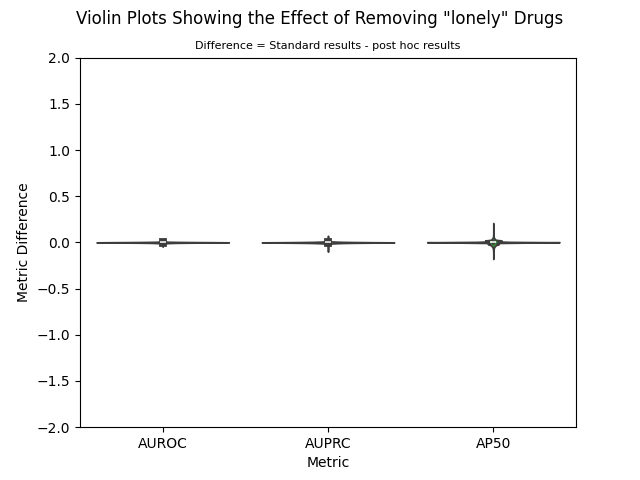 Violin Plots Showing the Effect of Removing "lonely" Drugs
Difference = Standard results - post hoc results
2.0
1.5
1.0
0.5
0.0
−0.5
−1.0
−1.5
−2.0
Metric Difference
AUROC AUPRC AP50
Metric